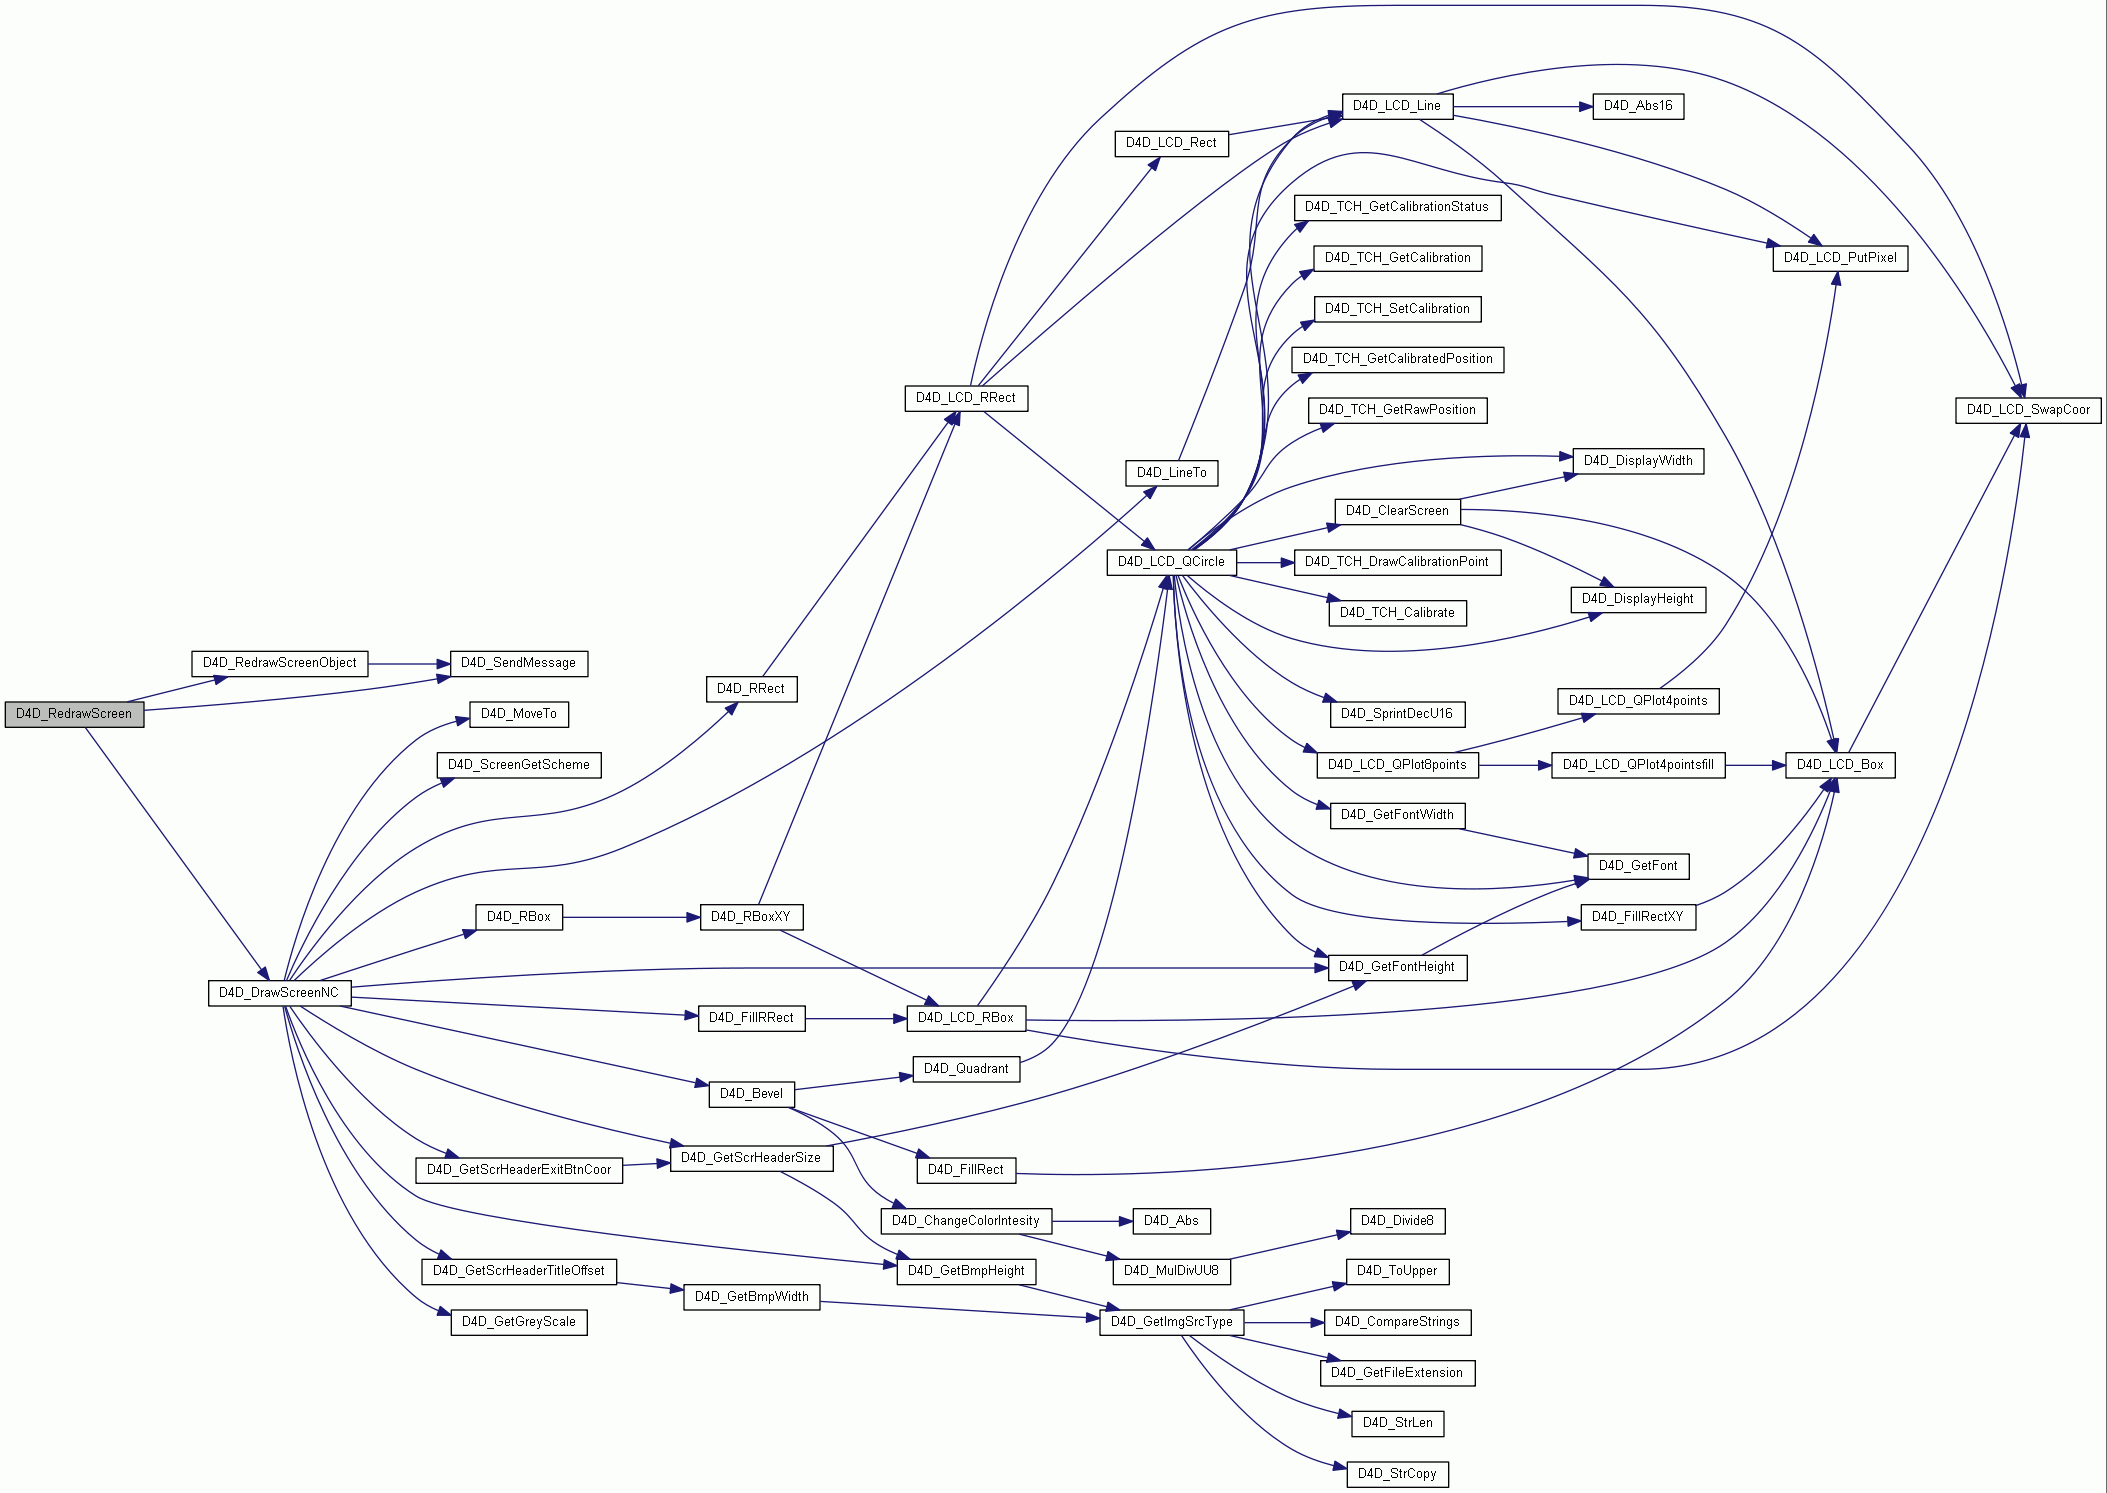 D4D_LCD_Line
D4D_Abs16
D4D_LCD_Rect
D4D_TCH_GetCalibrationStatus
D4D_TCH_GetCalibration
D4D_LCD_PutPixel
D4D_TCH_SetCalibration
D4D_TCH_GetCalibratedPosition
D4D_LCD_RRect
D4D_TCH_GetRawPosition
D4D_LCD_SwapCoor
D4D_LineTo
D4D_DisplayWidth
D4D_ClearScreen
D4D_LCD_QCircle
D4D_TCH_DrawCalibrationPoint
D4D_DisplayHeight
D4D_TCH_Calibrate
D4D_RedrawScreenObject
D4D_SendMessage
D4D_RRect
D4D_LCD_QPlot4points
D4D_RedrawScreen
D4D_MoveTo
D4D_SprintDecU16
D4D_ScreenGetScheme
D4D_LCD_QPlot8points
D4D_LCD_QPlot4pointsfill
D4D_LCD_Box
D4D_GetFontWidth
D4D_GetFont
D4D_RBox
D4D_RBoxXY
D4D_FillRectXY
D4D_GetFontHeight
D4D_DrawScreenNC
D4D_FillRRect
D4D_LCD_RBox
D4D_Quadrant
D4D_Bevel
D4D_GetScrHeaderSize
D4D_GetScrHeaderExitBtnCoor
D4D_FillRect
D4D_ChangeColorIntesity
D4D_Abs
D4D_Divide8
D4D_GetScrHeaderTitleOffset
D4D_GetBmpHeight
D4D_MulDivUU8
D4D_ToUpper
D4D_GetBmpWidth
D4D_GetGreyScale
D4D_GetImgSrcType
D4D_CompareStrings
D4D_GetFileExtension
D4D_StrLen
D4D_StrCopy